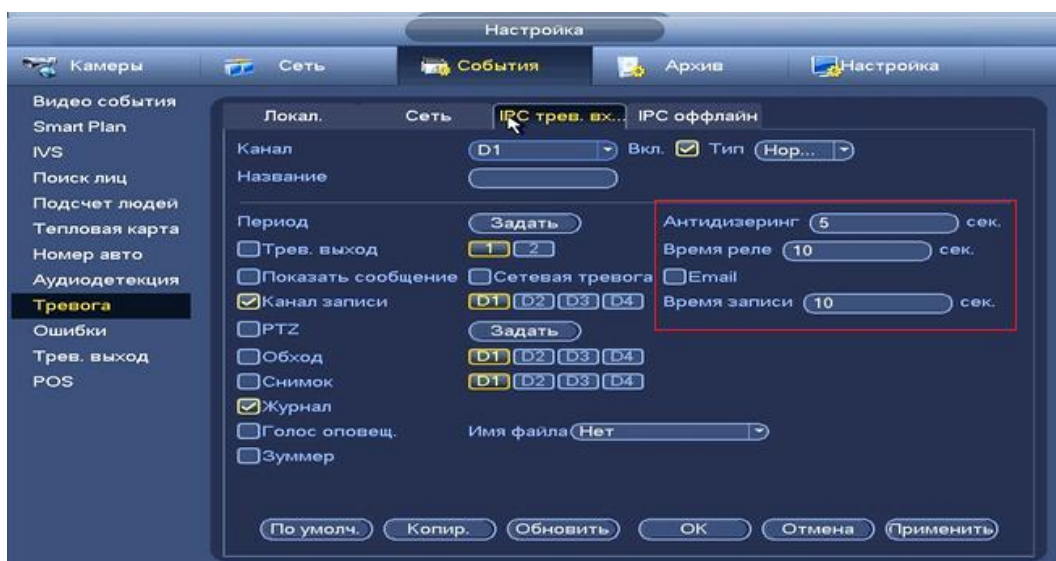 Настройка
Камеры Сеть События Архив Настройка
Видео события
Smart Plan
IVS
Поиск лиц
Подсчет людей
Тепловая карта
Номер авто
Аудиодетекция
Тревога
Ошибки
Трев. выход
POS
Локал. Сеть IPC трев. вх... IPC оффлайн
Канал D1 Вкл. Тип Нор...
Название
Период Задать Антидизеринг 5 сек.
Трев. выход 1 2 Время реле 10 сек.
Показать сообщение Сетевая тревога Email
Канал записи D1 D2 D3 D4 Время записи 10 сек.
PTZ Задать
Обход D1 D2 D3 D4
Снимок D1 D2 D3 D4
Журнал
Голос оповещ. Имя файла Нет
Зуммер
По умолч. Копир. Обновить OK Отмена Применить